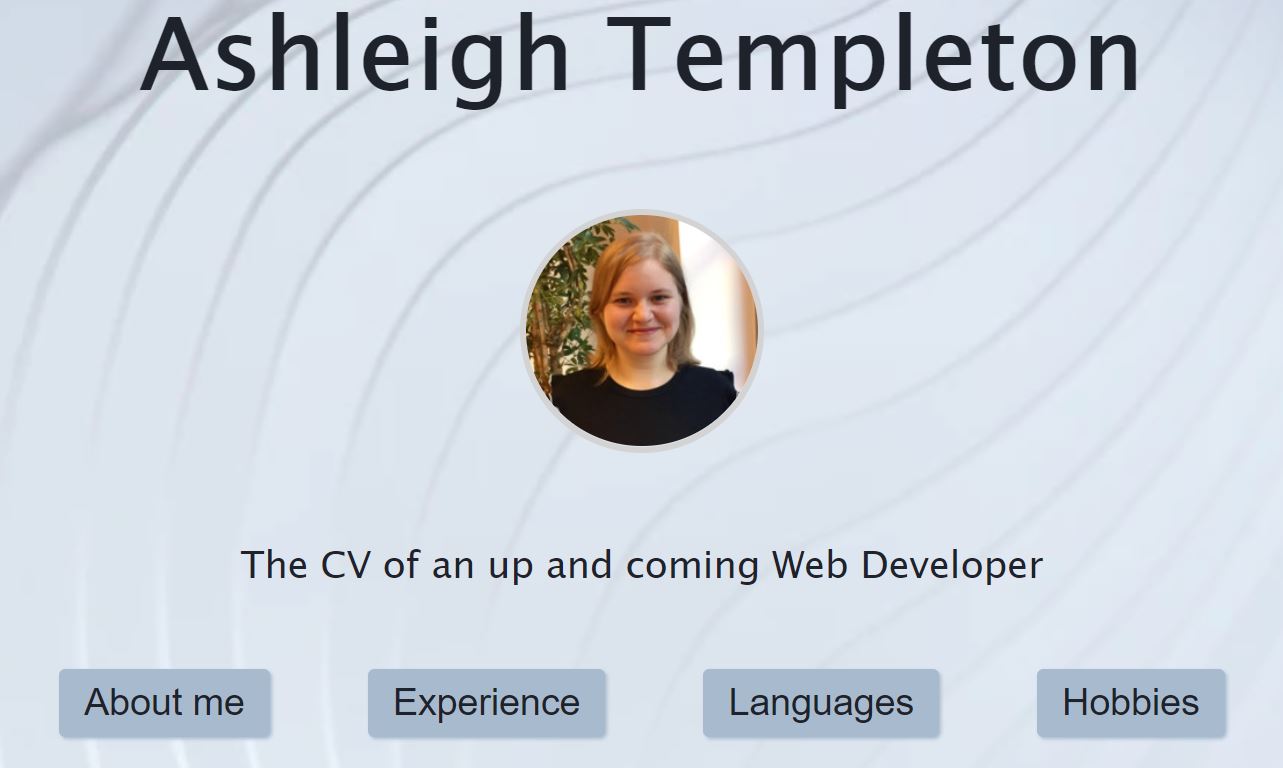 Ashleigh Templeton
The CV of an up and coming Web Developer
About me
Experience
Languages
Hobbies